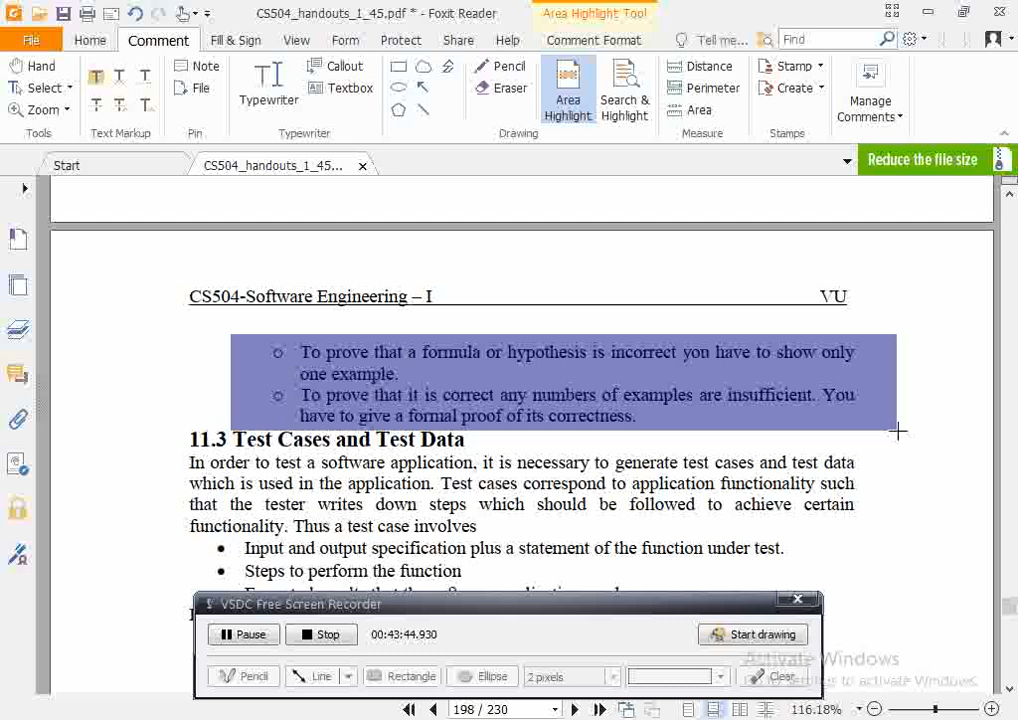 CS504_handouts_1_45.pdf * - Foxit Reader
Area Highlight Tool
File Home Comment Fill & Sign View Form Protect Share Help Comment Format Tell me... Find
Hand
Select
Zoom
Tools
T T T
T T T
Text Markup
Note
File
Pin
Typewriter
Callout
Textbox
Typewriter
Pencil
Eraser
Area Highlight
Search & Highlight
Drawing
Distance
Perimeter
Area
Measure
Stamp
Create
Stamps
Manage Comments
Start
CS504_handouts_1_45...
Reduce the file size
CS504-Software Engineering – I VU
o To prove that a formula or hypothesis is incorrect you have to show only
one example.
o To prove that it is correct any numbers of examples are insufficient. You
have to give a formal proof of its correctness.
11.3 Test Cases and Test Data
In order to test a software application, it is necessary to generate test cases and test data
which is used in the application. Test cases correspond to application functionality such
that the tester writes down steps which should be followed to achieve certain
functionality. Thus a test case involves
• Input and output specification plus a statement of the function under test.
• Steps to perform the function
VSDC Free Screen Recorder
Pause Stop 00:43:44.930 Start drawing
Pencil Line Rectangle Ellipse 2 pixels Clear
Activate Windows
to activate Windows.
198 / 230 116.18%